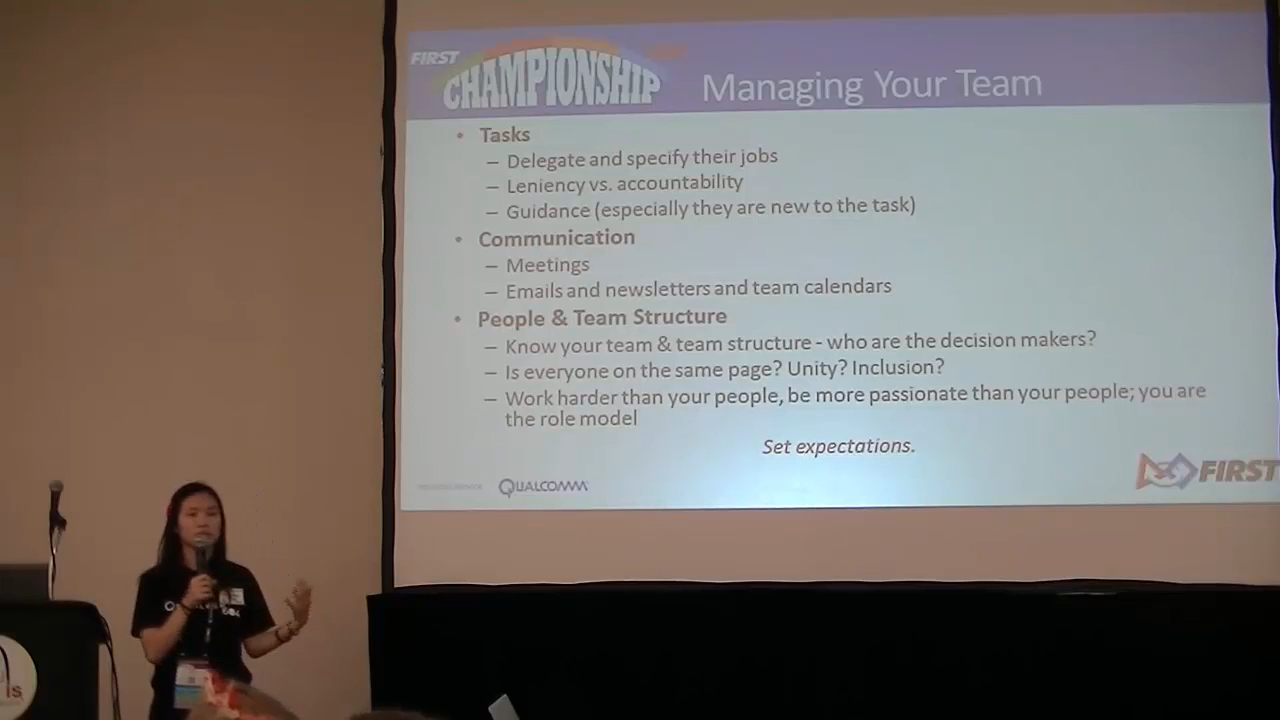 FIRST
CHAMPIONSHIP
Managing Your Team
• Tasks
– Delegate and specify their jobs
– Leniency vs. accountability
– Guidance (especially they are new to the task)
• Communication
– Meetings
– Emails and newsletters and team calendars
• People & Team Structure
– Know your team & team structure - who are the decision makers?
– Is everyone on the same page? Unity? Inclusion?
– Work harder than your people, be more passionate than your people; you are
the role model
Set expectations.
QUALCOMM
FIRST
is